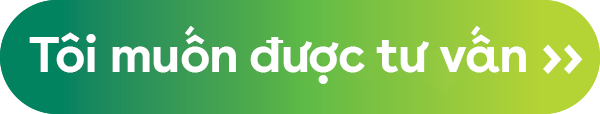 Tôi muốn được tư vấn >>